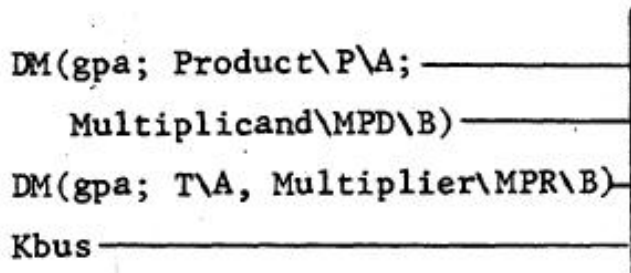 DM(gpa; Product\P\A;
Multiplicand\MPD\B)
DM(gpa; T\A, Multiplier\MPR\B)
Kbus